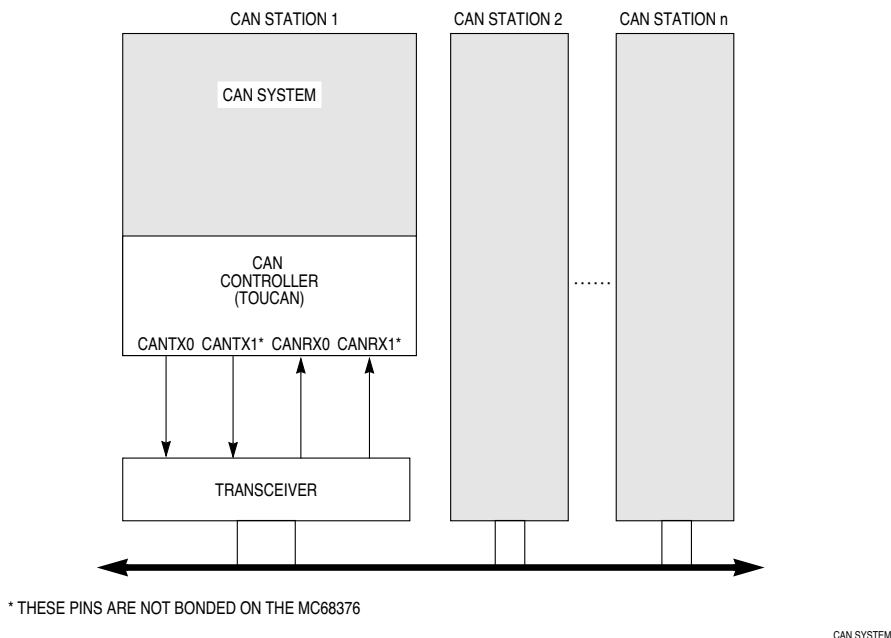 CAN STATION 1
CAN STATION 2
CAN STATION n
CAN SYSTEM
CAN
CONTROLLER
(TOUCAN)
......
CANTX0 CANTX1* CANRX0 CANRX1*
TRANSCEIVER
* THESE PINS ARE NOT BONDED ON THE MC68376
CAN SYSTEM